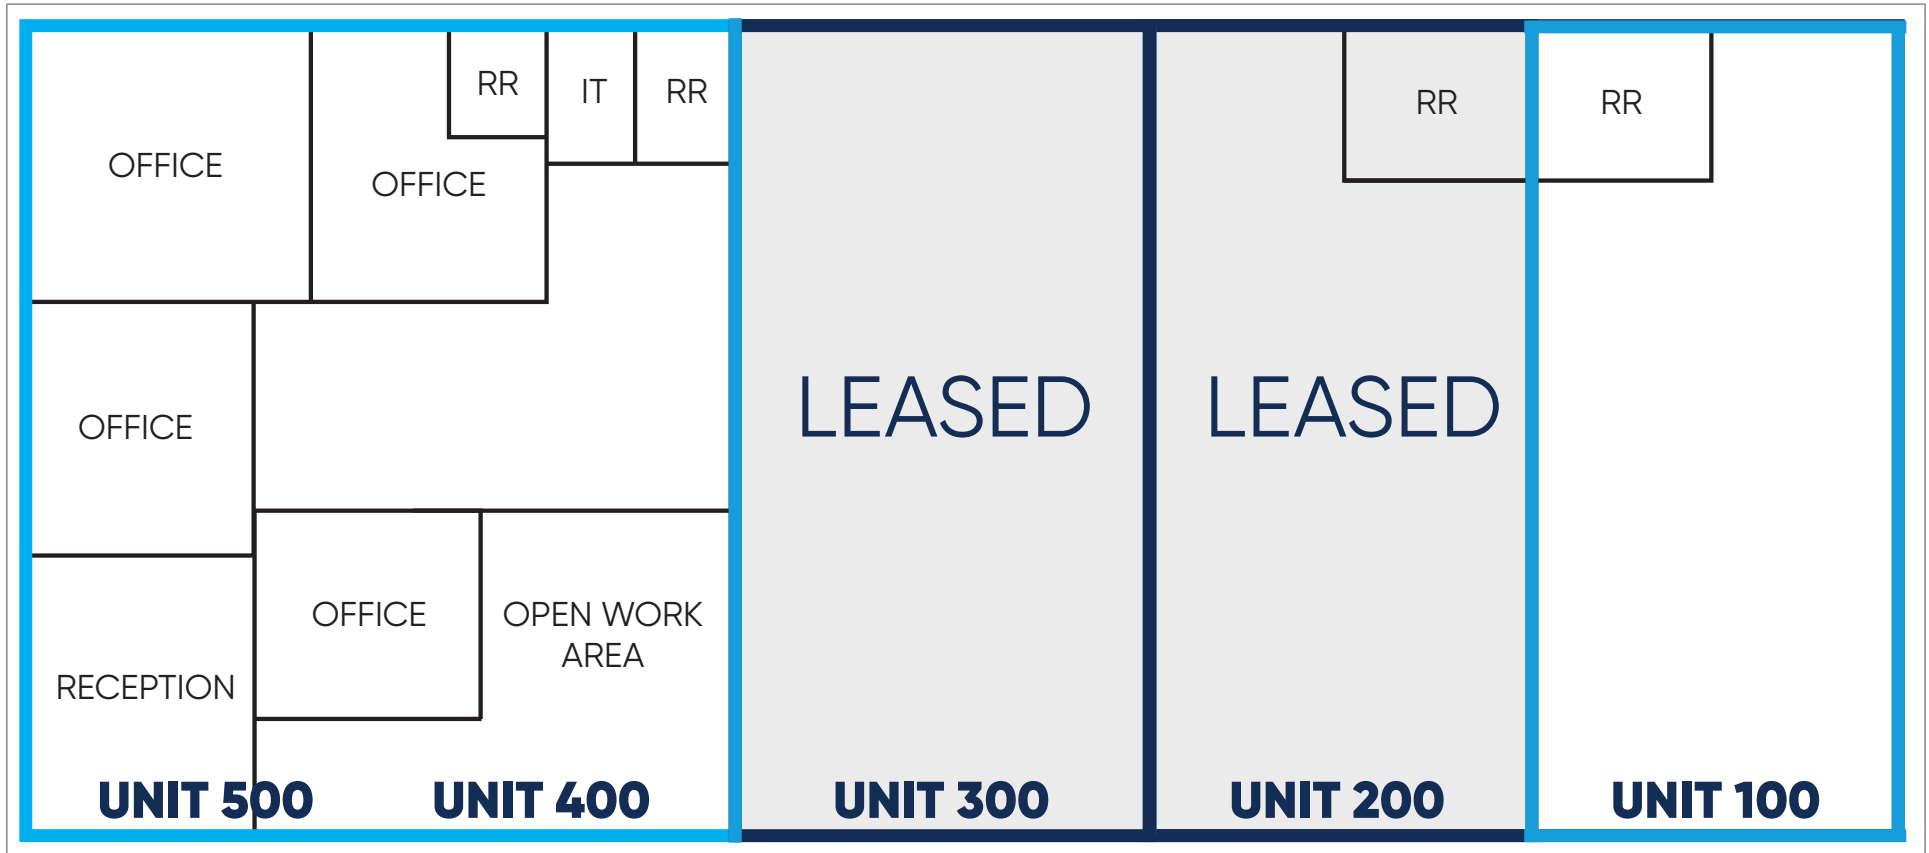 RR
IT
RR
RR
RR
OFFICE
OFFICE
LEASED
LEASED
OFFICE
OFFICE
OPEN WORK
AREA
RECEPTION
UNIT 500
UNIT 400
UNIT 300
UNIT 200
UNIT 100